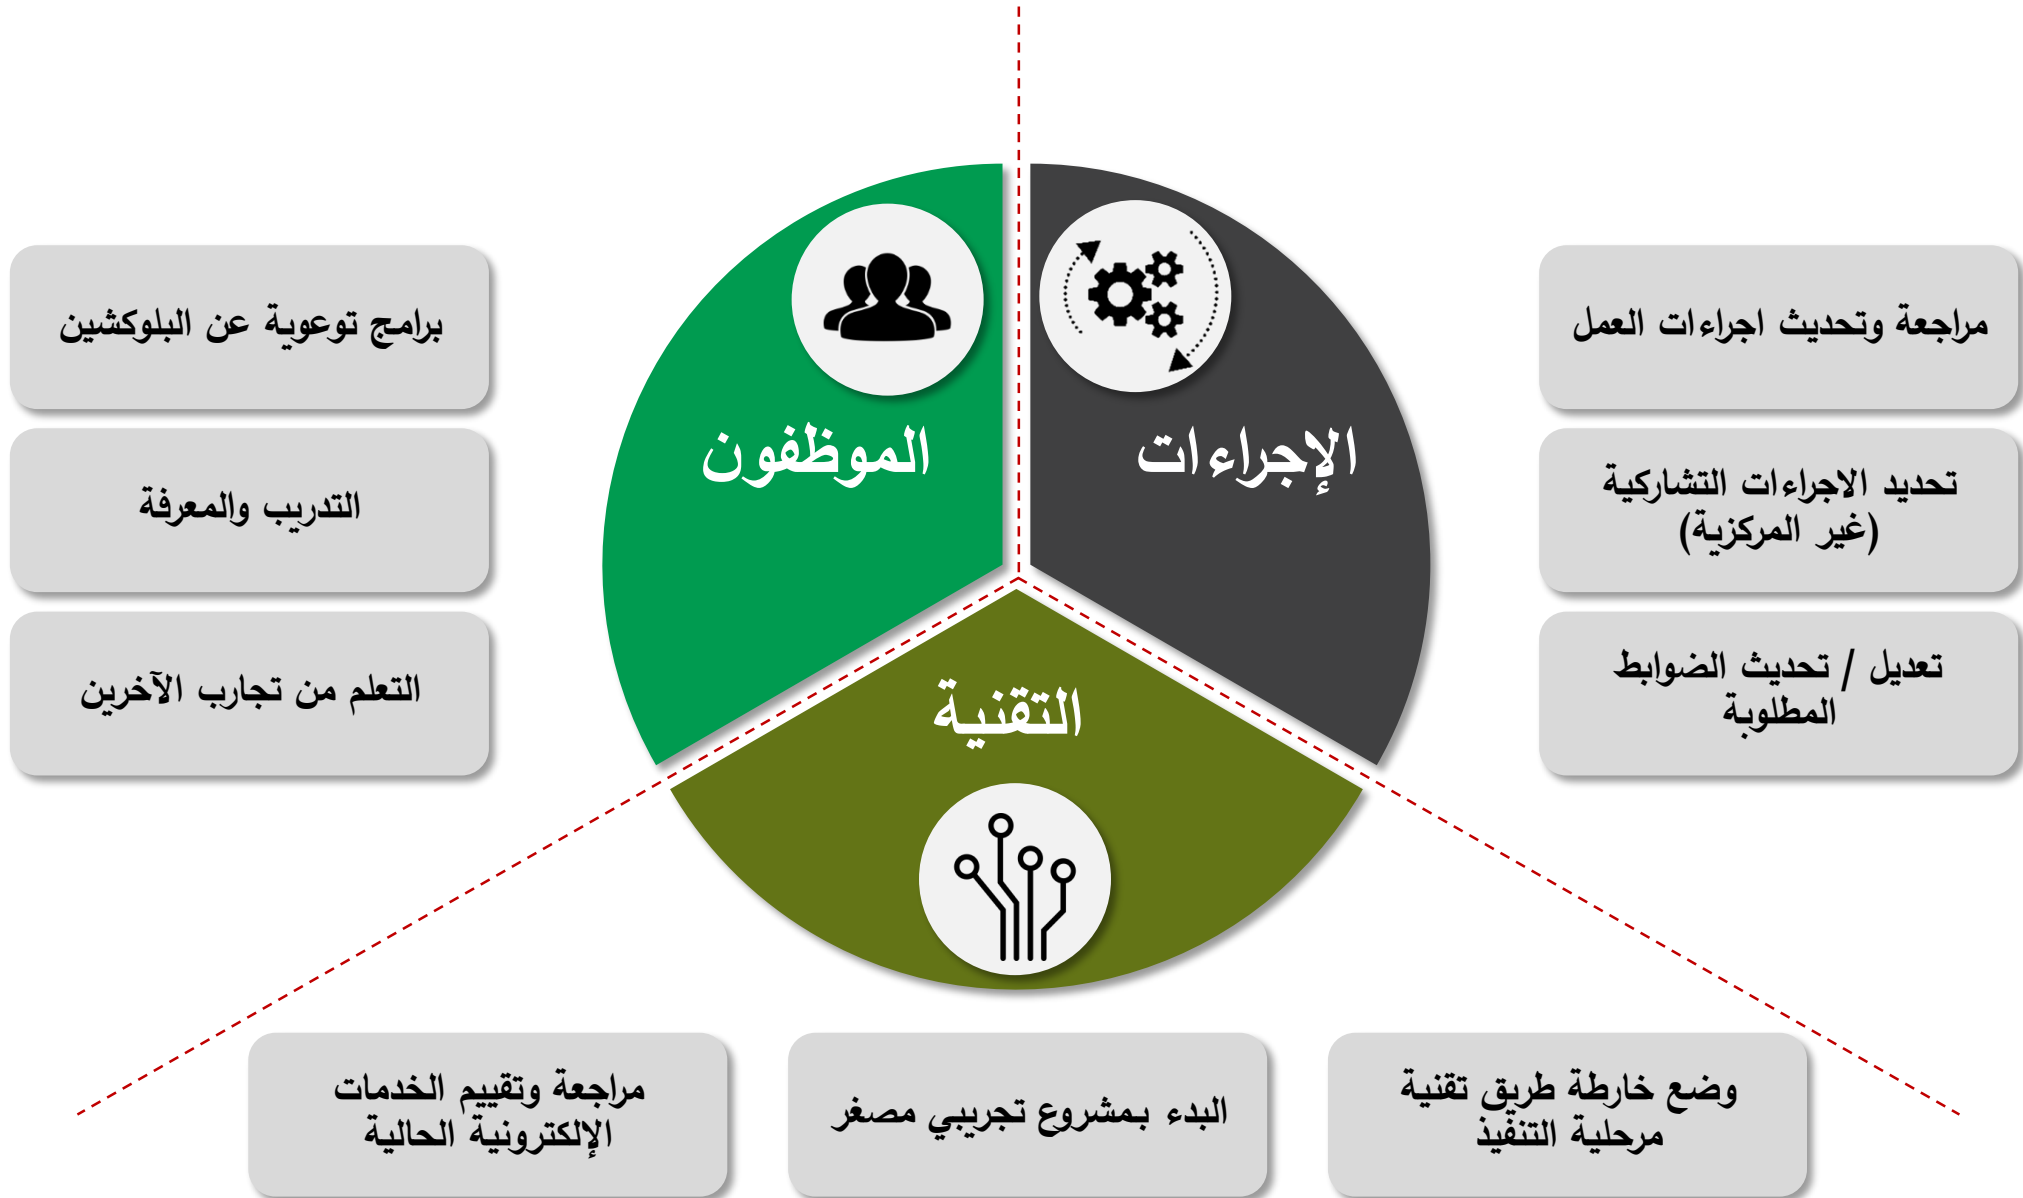 الإجراءات
مراجعة وتحديث اجراءات العمل
تحديد الاجراءات التشاركية
(غير المركزية)
تعديل / تحديث الضوابط
المطلوبة
الموظفون
برامج توعوية عن البلوكشين
التدريب والمعرفة
التعلم من تجارب الآخرين
التقنية
وضع خارطة طريق تقنية
مرحلية التنفيذ
البدء بمشروع تجريبي مصغر
مراجعة وتقييم الخدمات
الإلكترونية الحالية